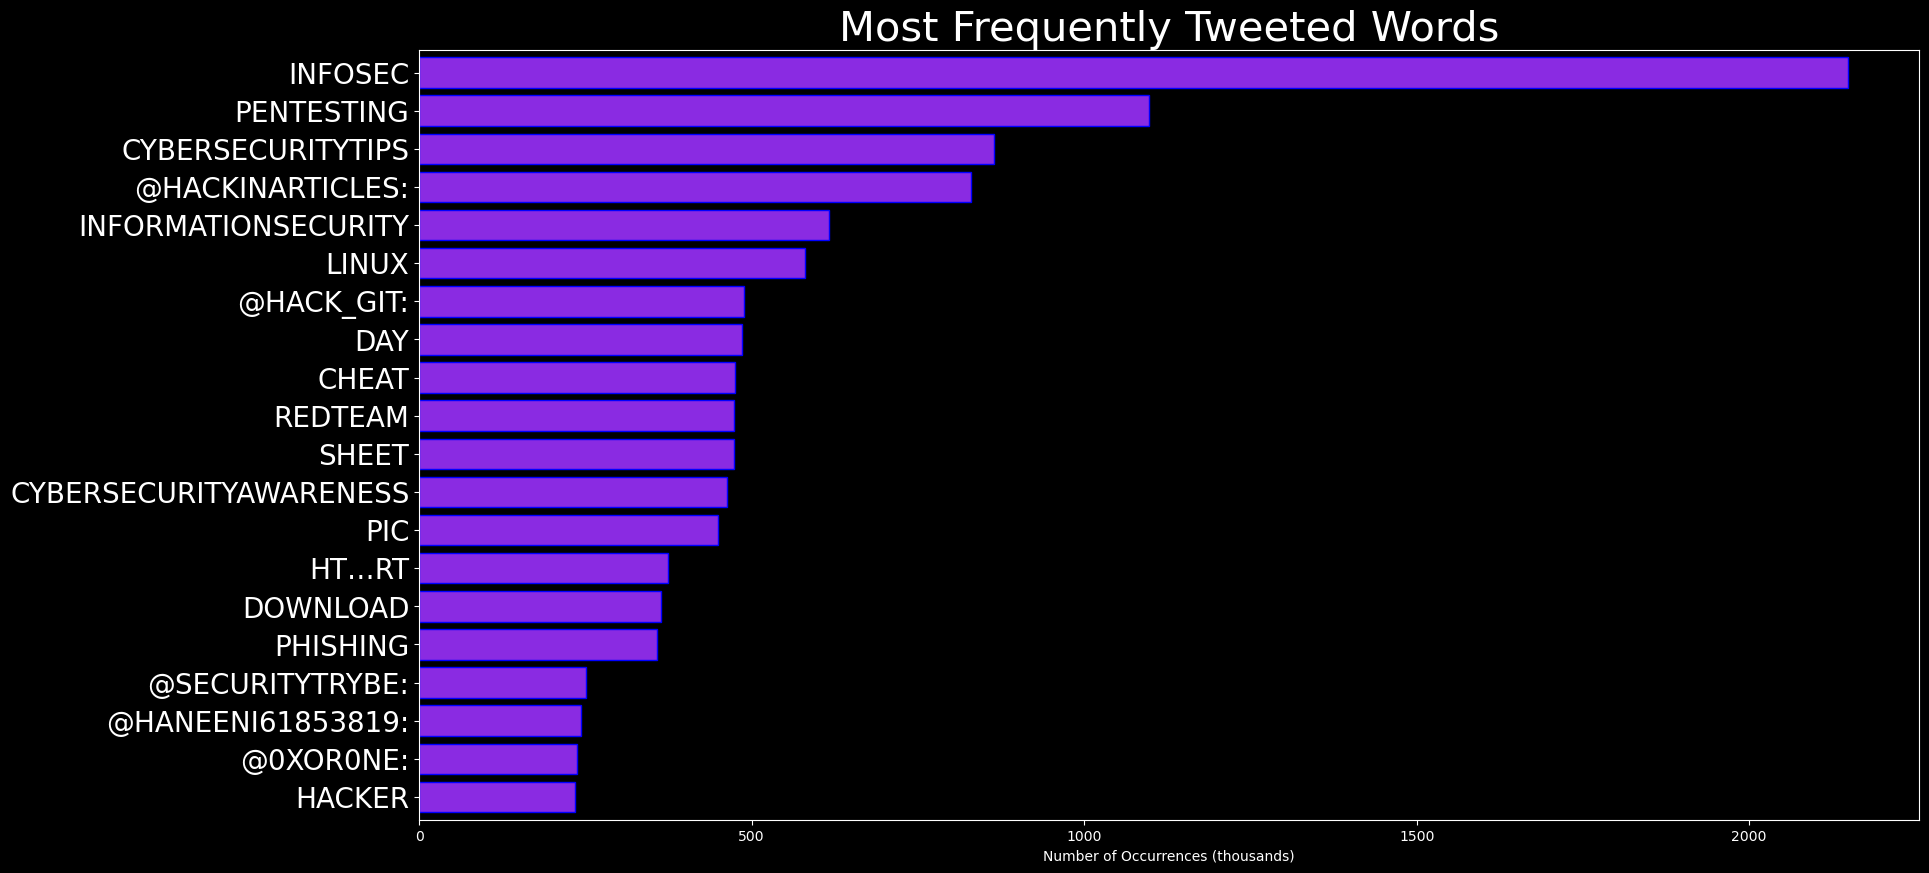 Most Frequently Tweeted Words
INFOSEC
PENTESTING
CYBERSECURITYTIPS
@HACKINARTICLES:
INFORMATIONSECURITY
LINUX
@HACK_GIT:
DAY
CHEAT
REDTEAM
SHEET
CYBERSECURITYAWARENESS
PIC
HT…RT
DOWNLOAD
PHISHING
@SECURITYTRYBE:
@HANEENI61853819:
@0XOR0NE:
HACKER
0 500 1000 1500 2000
Number of Occurrences (thousands)